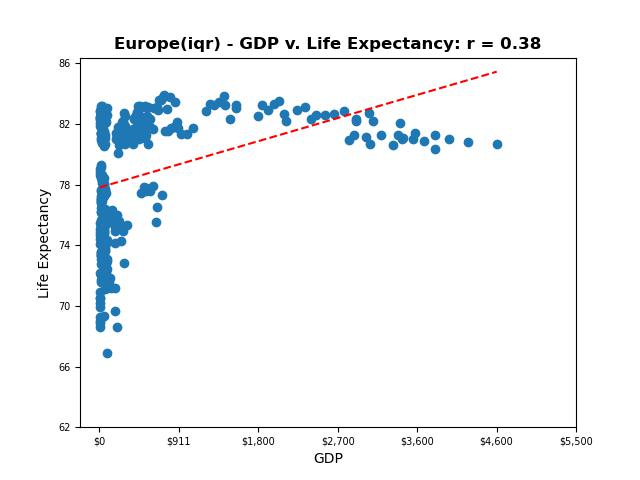 Europe(iqr) - GDP v. Life Expectancy: r = 0.38
86
82
78
74
70
66
62
Life Expectancy
$0 $911 $1,800 $2,700 $3,600 $4,600 $5,500
GDP